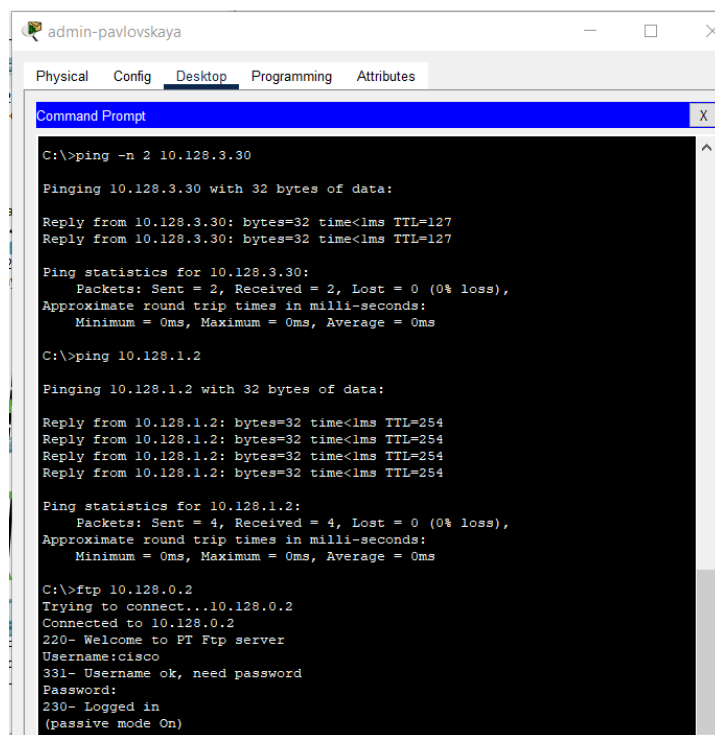 admin-pavlovskaya
Physical Config Desktop Programming Attributes
Command Prompt X
C:\>ping -n 2 10.128.3.30
Pinging 10.128.3.30 with 32 bytes of data:
Reply from 10.128.3.30: bytes=32 time<1ms TTL=127
Reply from 10.128.3.30: bytes=32 time<1ms TTL=127
Ping statistics for 10.128.3.30:
Packets: Sent = 2, Received = 2, Lost = 0 (0% loss),
Approximate round trip times in milli-seconds:
Minimum = 0ms, Maximum = 0ms, Average = 0ms
C:\>ping 10.128.1.2
Pinging 10.128.1.2 with 32 bytes of data:
Reply from 10.128.1.2: bytes=32 time<1ms TTL=254
Reply from 10.128.1.2: bytes=32 time<1ms TTL=254
Reply from 10.128.1.2: bytes=32 time<1ms TTL=254
Reply from 10.128.1.2: bytes=32 time<1ms TTL=254
Ping statistics for 10.128.1.2:
Packets: Sent = 4, Received = 4, Lost = 0 (0% loss),
Approximate round trip times in milli-seconds:
Minimum = 0ms, Maximum = 0ms, Average = 0ms
C:\>ftp 10.128.0.2
Trying to connect...10.128.0.2
Connected to 10.128.0.2
220- Welcome to PT Ftp server
Username:cisco
331- Username ok, need password
Password:
230- Logged in
(passive mode On)